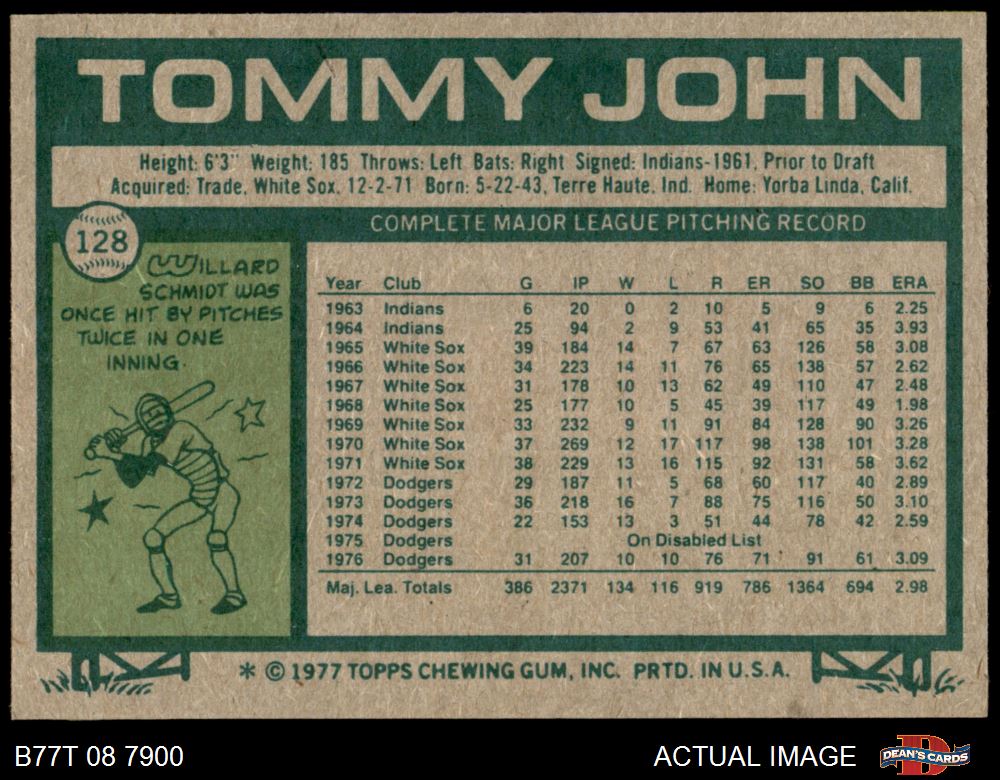 TOMMY JOHN
Height: 6'3" Weight: 185 Throws: Left Bats: Right Signed: Indians-1961, Prior to Draft
Acquired: Trade, White Sox, 12-2-71 Born: 5-22-43, Terre Haute, Ind. Home: Yorba Linda, Calif.
128
COMPLETE MAJOR LEAGUE PITCHING RECORD
WILLARD
SCHMIDT WAS
ONCE HIT BY PITCHES
TWICE IN ONE
INNING.
Year Club G IP W L R ER SO BB ERA
1963 Indians 6 20 0 2 10 5 9 6 2.25
1964 Indians 25 94 2 9 53 41 65 35 3.93
1965 White Sox 39 184 14 7 67 63 126 58 3.08
1966 White Sox 34 223 14 11 76 65 138 57 2.62
1967 White Sox 31 178 10 13 62 49 110 47 2.48
1968 White Sox 25 177 10 5 45 39 117 49 1.98
1969 White Sox 33 232 9 11 91 84 128 90 3.26
1970 White Sox 37 269 12 17 117 98 138 101 3.28
1971 White Sox 38 229 13 16 115 92 131 58 3.62
1972 Dodgers 29 187 11 5 68 60 117 40 2.89
1973 Dodgers 36 218 16 7 88 75 116 50 3.10
1974 Dodgers 22 153 13 3 51 44 78 42 2.59
1975 Dodgers On Disabled List
1976 Dodgers 31 207 10 10 76 71 91 61 3.09
Maj. Lea. Totals 386 2371 134 116 919 786 1364 694 2.98
* © 1977 TOPPS CHEWING GUM, INC. PRTD. IN U.S.A.
B77T 08 7900
ACTUAL IMAGE
D
DEAN'S CARDS